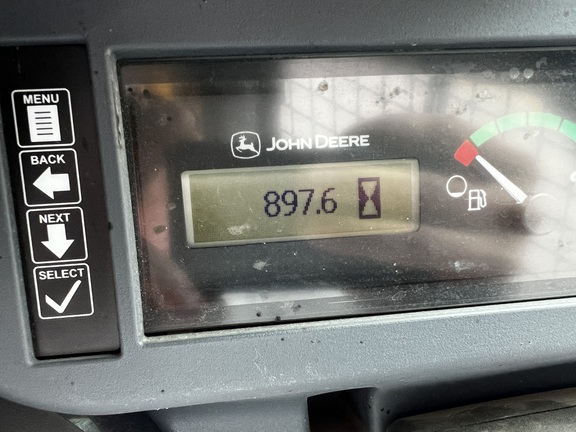 MENU
BACK
NEXT
SELECT
JOHN DEERE
897.6